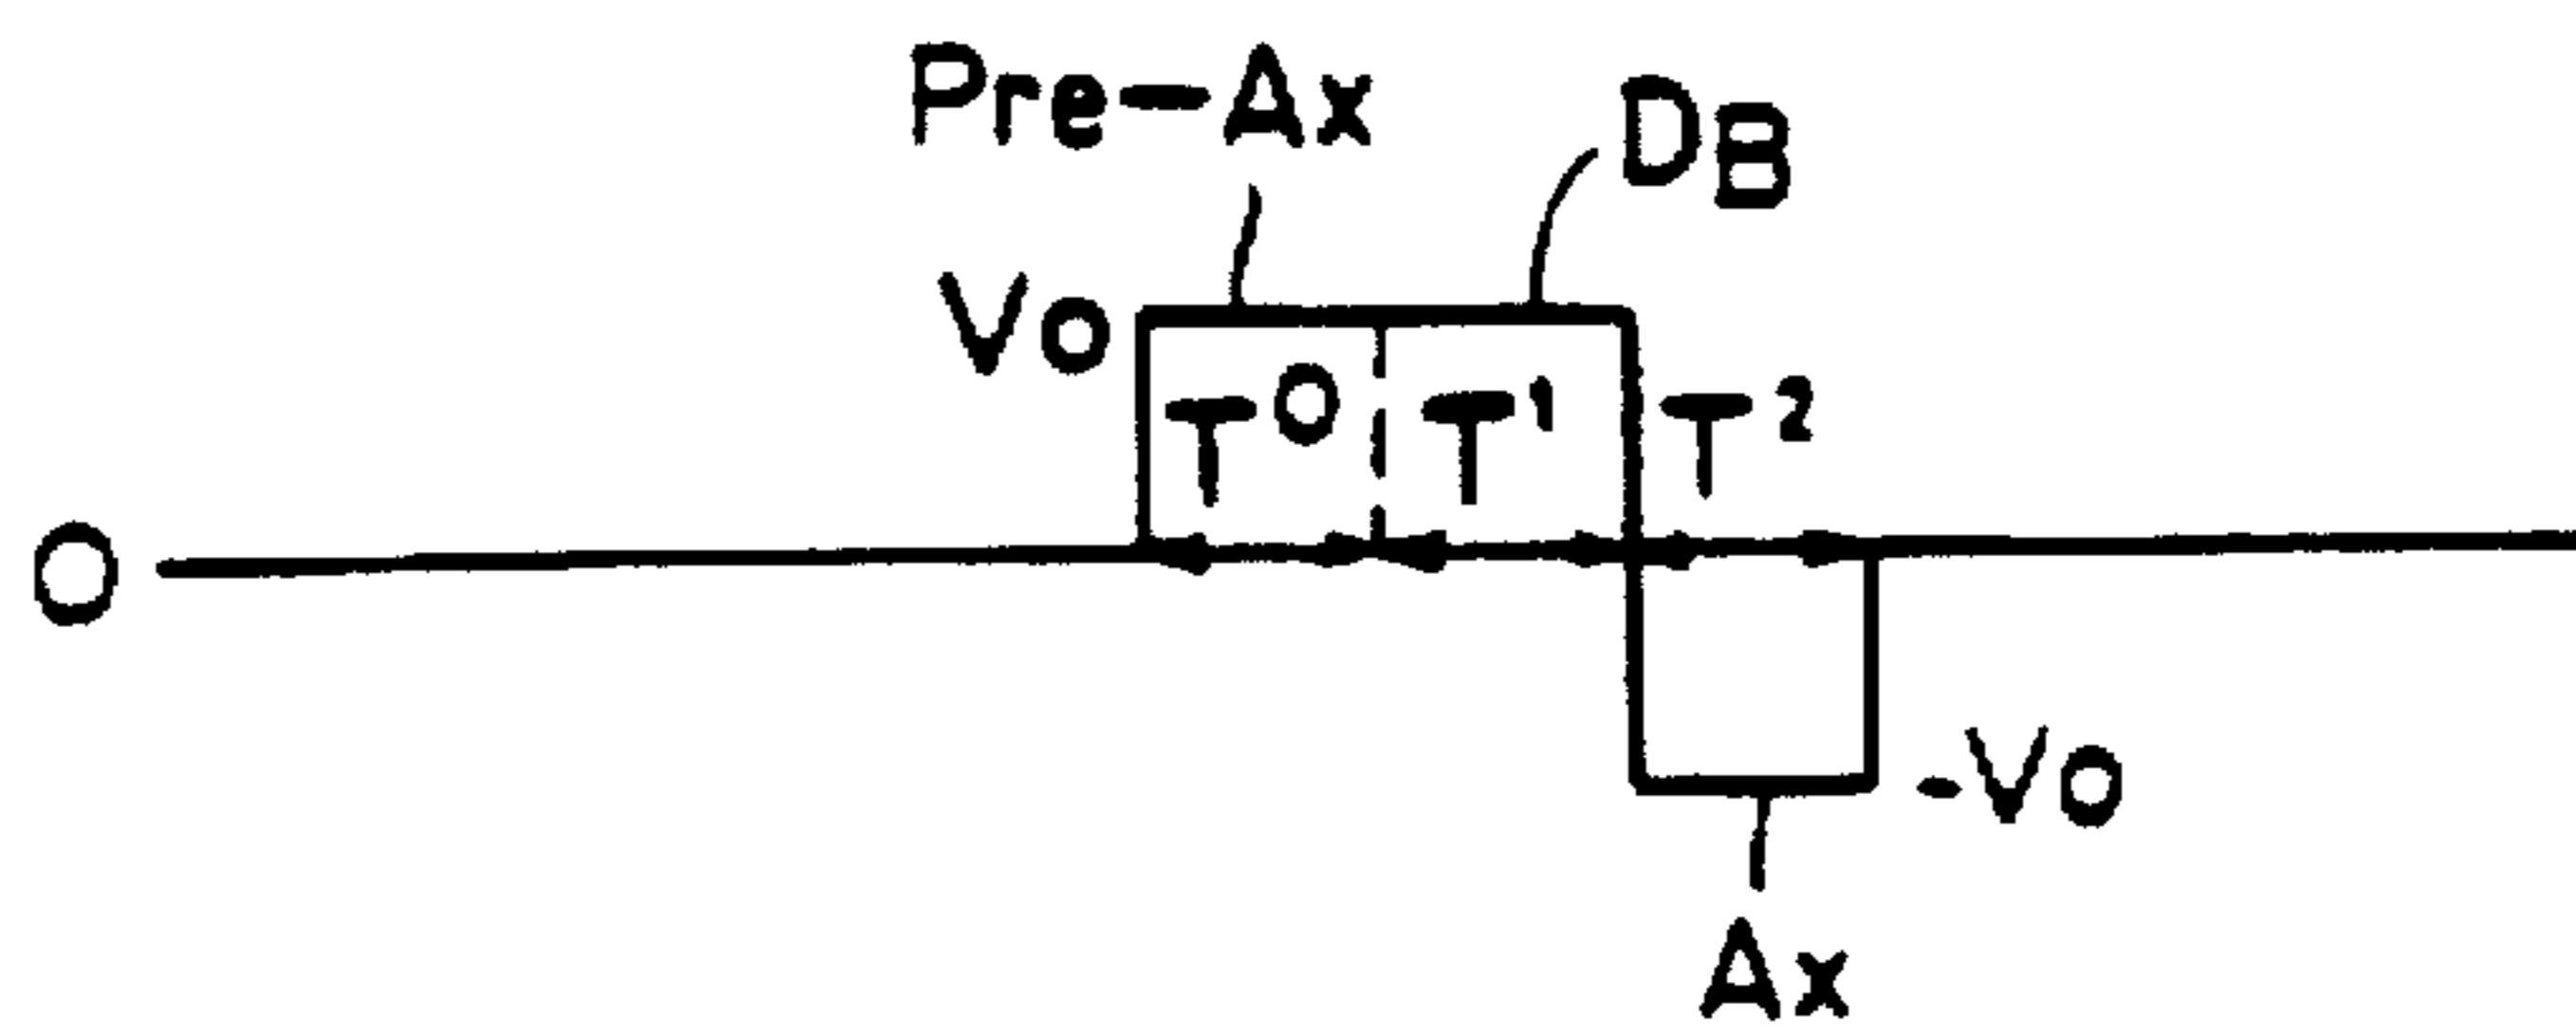 Pre-Ax
DB
Vo
T⁰ T¹ T²
O
-Vo
Ax